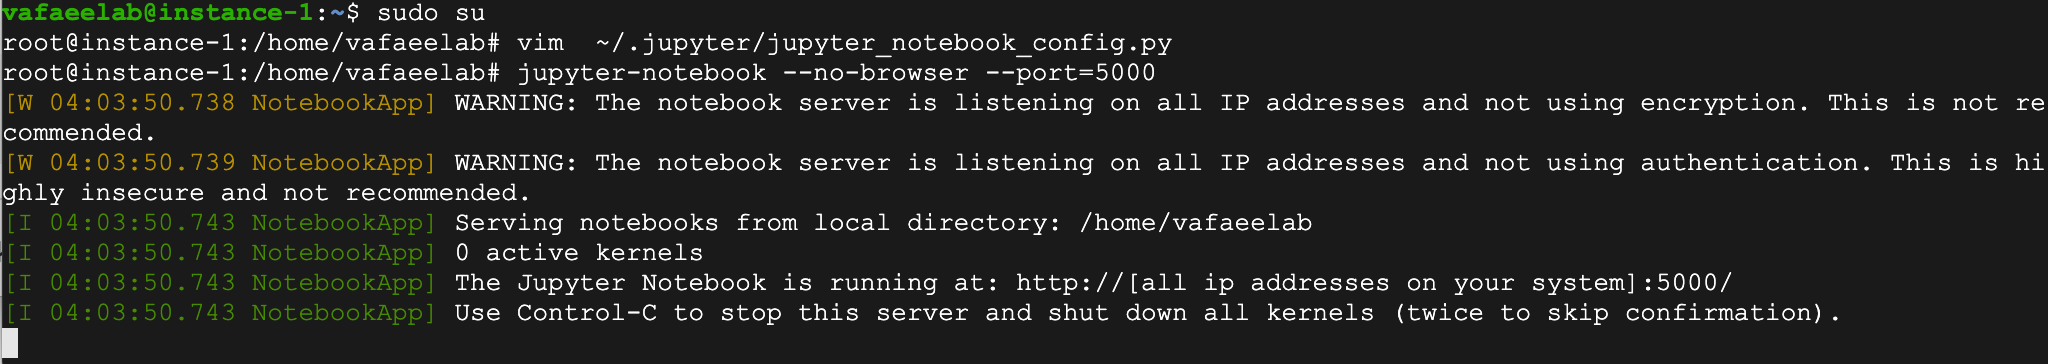 vafaeelab@instance-1:~$ sudo su
root@instance-1:/home/vafaeelab# vim  ~/.jupyter/jupyter_notebook_config.py
root@instance-1:/home/vafaeelab# jupyter-notebook --no-browser --port=5000
[W 04:03:50.738 NotebookApp] WARNING: The notebook server is listening on all IP addresses and not using encryption. This is not re
commended.
[W 04:03:50.739 NotebookApp] WARNING: The notebook server is listening on all IP addresses and not using authentication. This is hi
ghly insecure and not recommended.
[I 04:03:50.743 NotebookApp] Serving notebooks from local directory: /home/vafaeelab
[I 04:03:50.743 NotebookApp] 0 active kernels
[I 04:03:50.743 NotebookApp] The Jupyter Notebook is running at: http://[all ip addresses on your system]:5000/
[I 04:03:50.743 NotebookApp] Use Control-C to stop this server and shut down all kernels (twice to skip confirmation).